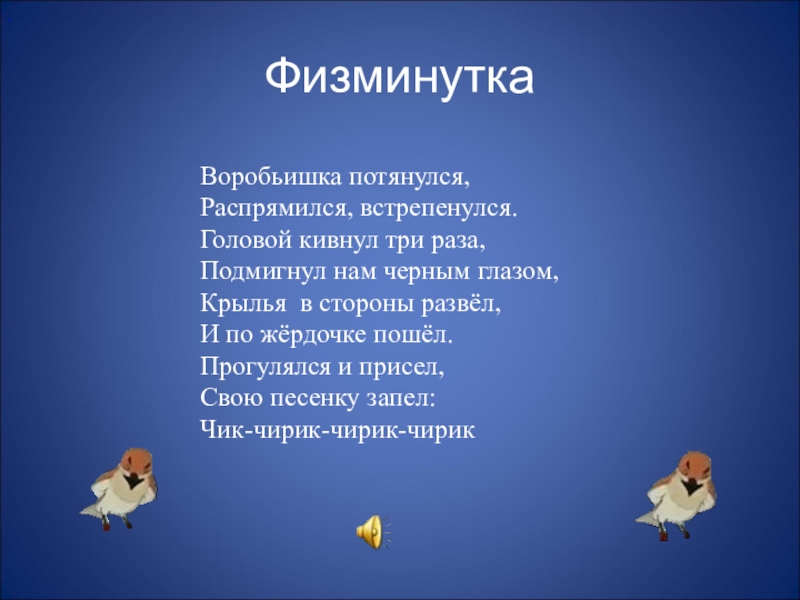 Физминутка
Воробьишка потянулся,
Распрямился, встрепенулся.
Головой кивнул три раза,
Подмигнул нам черным глазом,
Крылья в стороны развёл,
И по жёрдочке пошёл.
Прогулялся и присел,
Свою песенку запел:
Чик-чирик-чирик-чирик